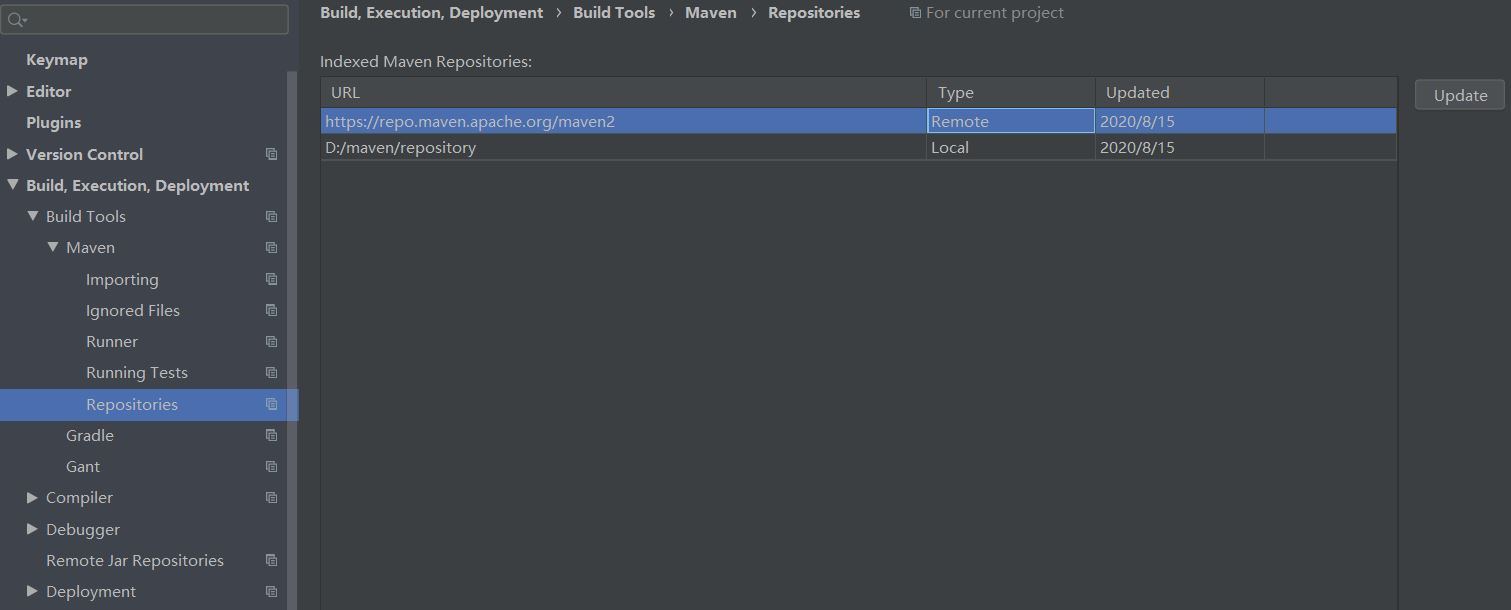 Keymap
Editor
Plugins
Version Control
Build, Execution, Deployment
Build Tools
Maven
Importing
Ignored Files
Runner
Running Tests
Repositories
Gradle
Gant
Compiler
Debugger
Remote Jar Repositories
Deployment
Build, Execution, Deployment › Build Tools › Maven › Repositories For current project
Indexed Maven Repositories:
URL Type Updated
https://repo.maven.apache.org/maven2 Remote 2020/8/15
D:/maven/repository Local 2020/8/15
Update